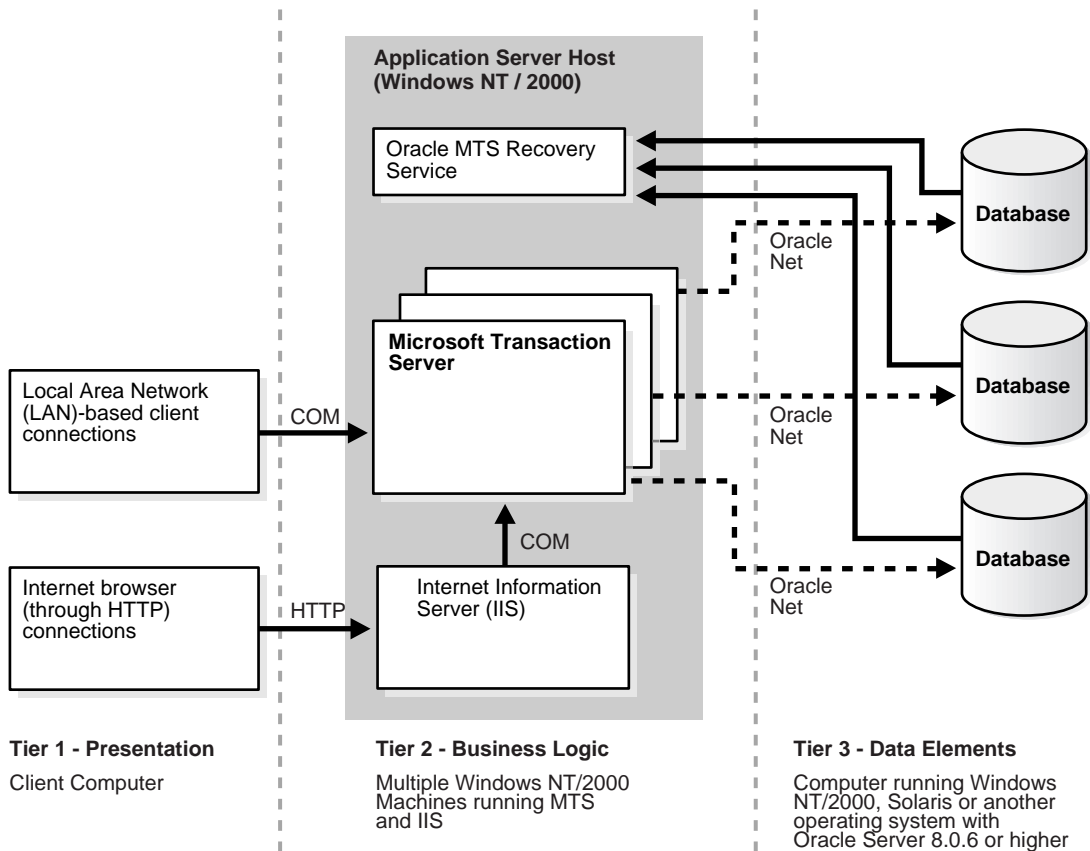 Application Server Host
(Windows NT / 2000)
Oracle MTS Recovery
Service
Database
Oracle
Net
Microsoft Transaction
Server
Database
Oracle
Net
Local Area Network
(LAN)-based client
connections
COM
COM
Database
Oracle
Net
Internet browser
(through HTTP)
connections
HTTP
Internet Information
Server (IIS)
Tier 1 - Presentation
Client Computer
Tier 2 - Business Logic
Multiple Windows NT/2000
Machines running MTS
and IIS
Tier 3 - Data Elements
Computer running Windows
NT/2000, Solaris or another
operating system with
Oracle Server 8.0.6 or higher